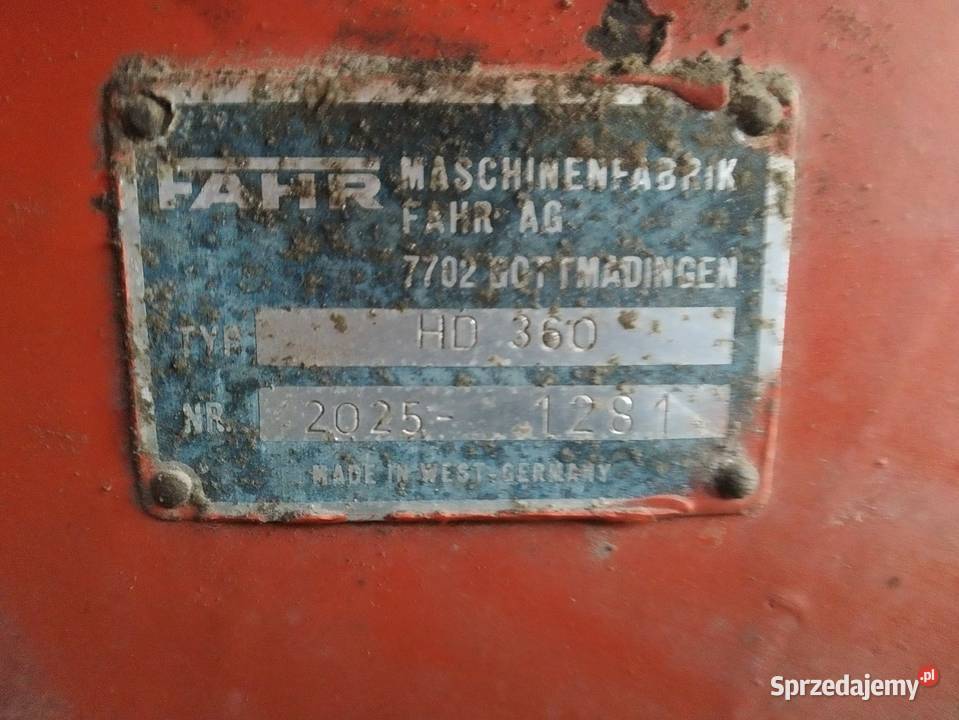 FAHR
MASCHINENFABRIK
FAHR AG
7702 GOTTMADINGEN
TYP HD 360
NR. 2025- 1281
MADE IN WEST-GERMANY
Sprzedajemy.pl